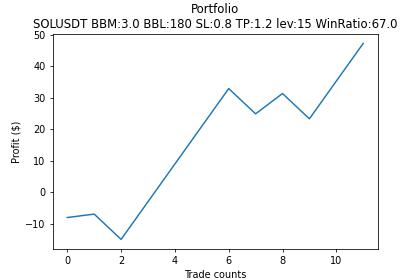 Portfolio
SOLUSDT BBM:3.0 BBL:180 SL:0.8 TP:1.2 lev:15 WinRatio:67.0
50
40
30
20
10
0
−10
Profit ($)
0 2 4 6 8 10
Trade counts